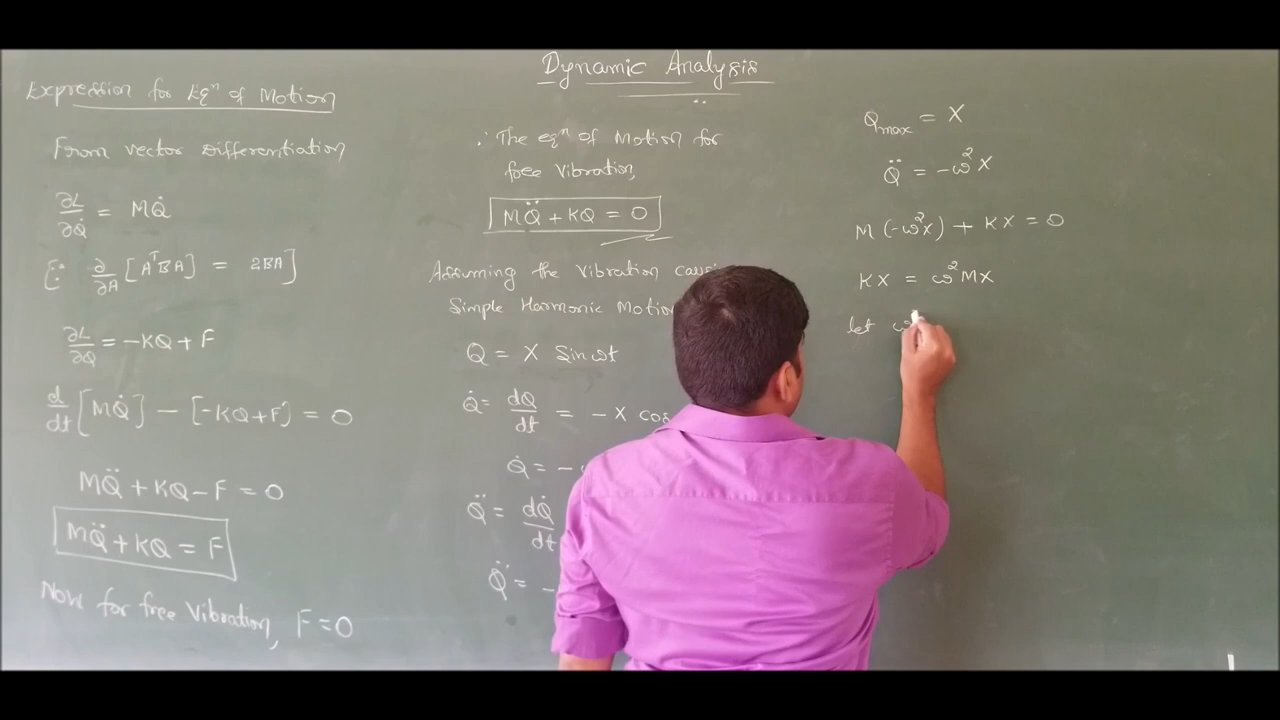 Dynamic Analysis
Expression for Eqⁿ of Motion
From vector Differentiation
∂L/∂Q̇ = MQ̇
[∵ ∂/∂A [AᵀBA] = 2BA]
∂L/∂Q = -KQ + F
d/dt [MQ̇] - [-KQ+F] = 0
MQ̈ + KQ - F = 0
MQ̈ + KQ = F
Now for free Vibration, F = 0
∴ The eqⁿ of Motion for
free Vibration,
MQ̈ + KQ = 0
Assuming the vibration
Simple Harmonic
Q = X Sin ωt
Q̇ = dQ/dt = - X
Q̇ = -
Q̈ = dQ̇/dt
Q̈ = -
Qmax = X
Q̈ = -ω²X
M (-ω²X) + KX = 0
KX = ω²MX
let